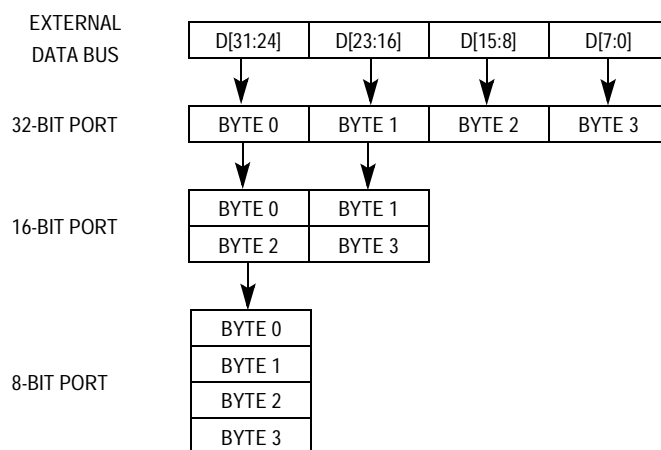 EXTERNAL
DATA BUS
D[31:24] D[23:16] D[15:8] D[7:0]
32-BIT PORT BYTE 0 BYTE 1 BYTE 2 BYTE 3
16-BIT PORT
BYTE 0 BYTE 1
BYTE 2 BYTE 3
8-BIT PORT
BYTE 0
BYTE 1
BYTE 2
BYTE 3